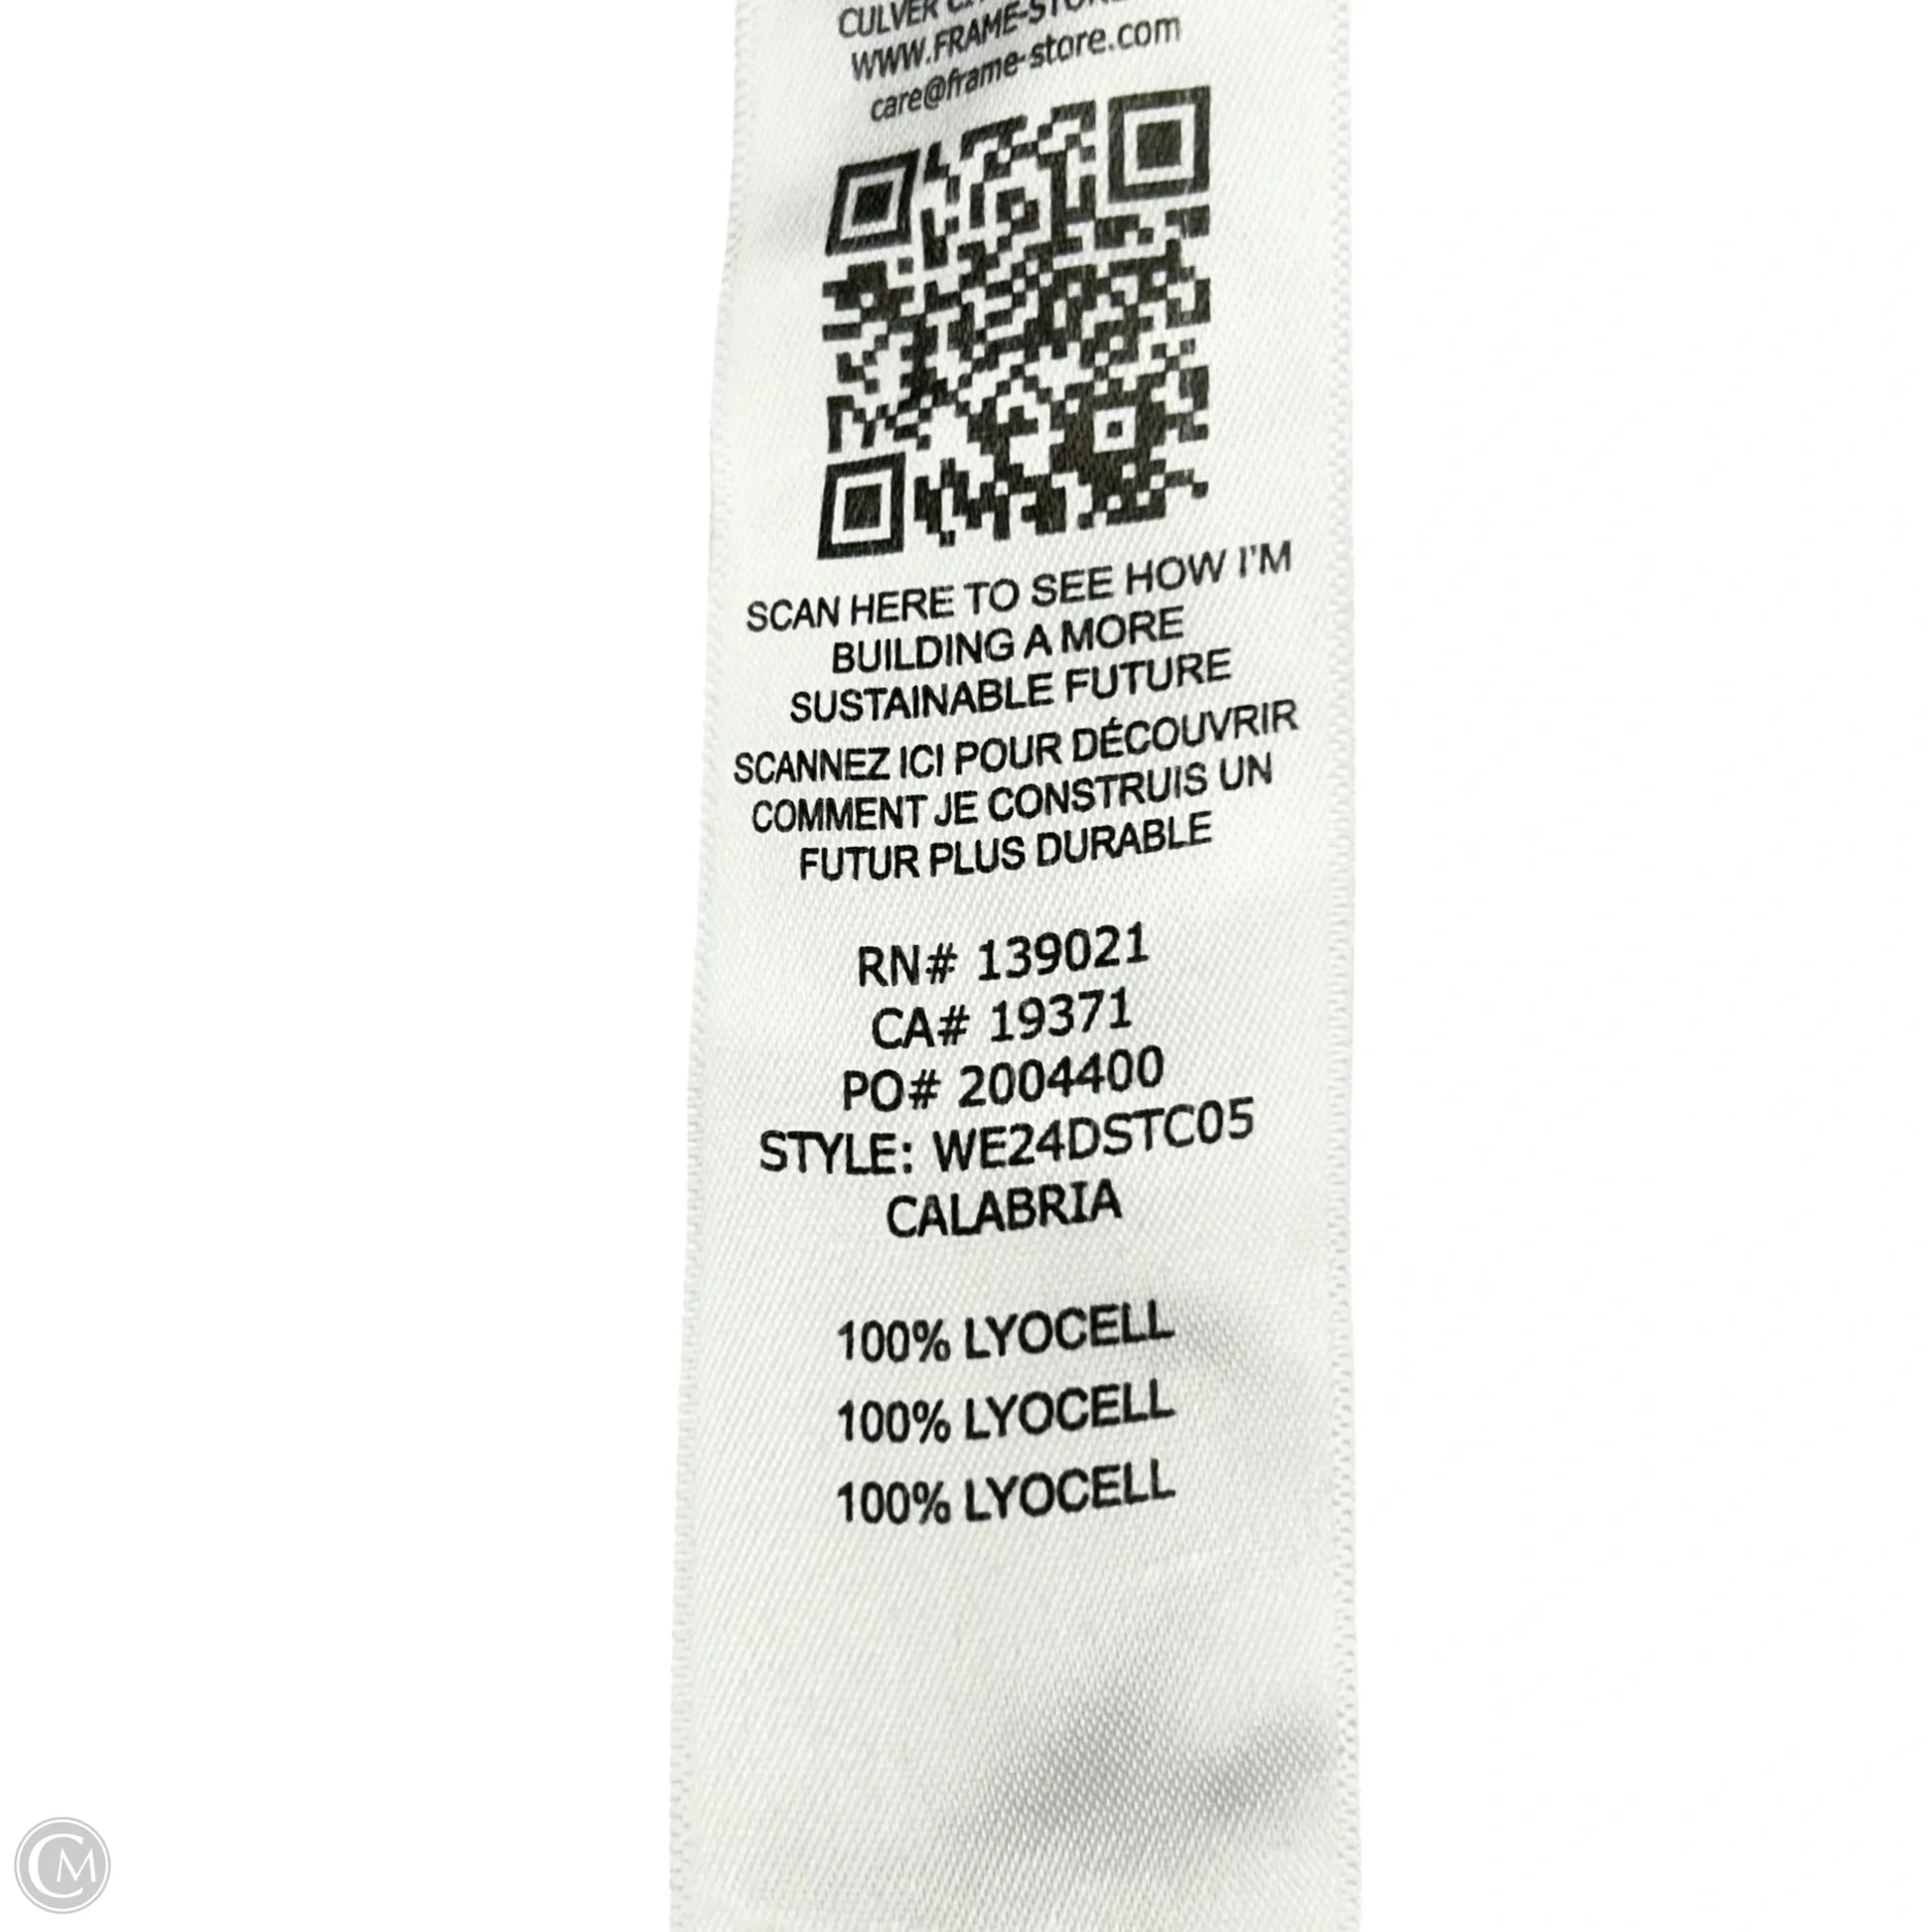 CULVER
WWW.FRAME-STORE
care@frame-store.com
SCAN HERE TO SEE HOW I'M
BUILDING A MORE
SUSTAINABLE FUTURE
SCANNEZ ICI POUR DÉCOUVRIR
COMMENT JE CONSTRUIS UN
FUTUR PLUS DURABLE
RN# 139021
CA# 19371
PO# 2004400
STYLE: WE24DSTC05
CALABRIA
100% LYOCELL
100% LYOCELL
100% LYOCELL
CM